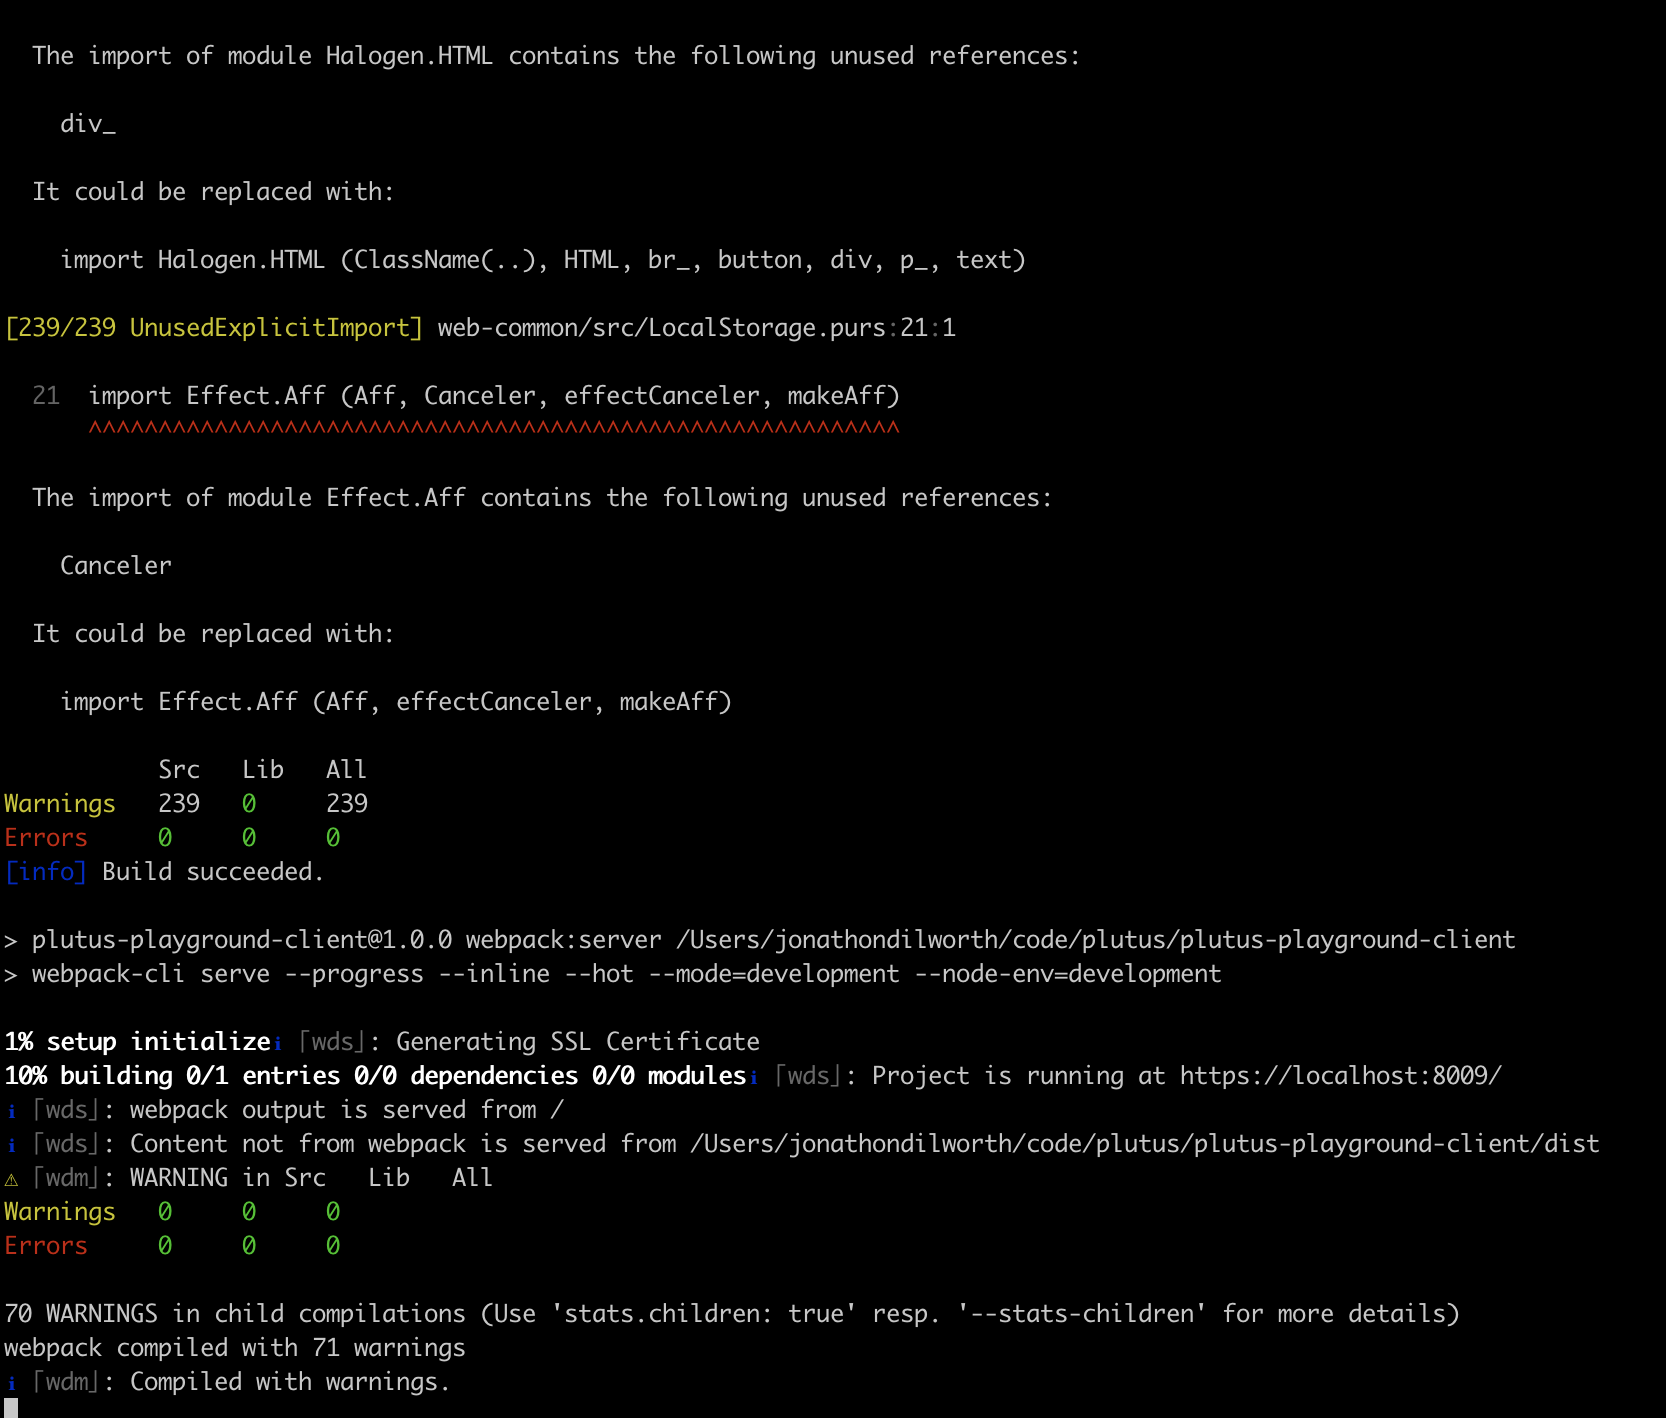 The import of module Halogen.HTML contains the following unused references:
div_
It could be replaced with:
import Halogen.HTML (ClassName(..), HTML, br_, button, div, p_, text)
[239/239 UnusedExplicitImport] web-common/src/LocalStorage.purs:21:1
21  import Effect.Aff (Aff, Canceler, effectCanceler, makeAff)
^^^^^^^^^^^^^^^^^^^^^^^^^^^^^^^^^^^^^^^^^^^^^^^^^^^^^^^^^^
The import of module Effect.Aff contains the following unused references:
Canceler
It could be replaced with:
import Effect.Aff (Aff, effectCanceler, makeAff)
Src   Lib   All
Warnings   239   0     239
Errors     0     0     0
[info] Build succeeded.
> plutus-playground-client@1.0.0 webpack:server /Users/jonathondilworth/code/plutus/plutus-playground-client
> webpack-cli serve --progress --inline --hot --mode=development --node-env=development
1% setup initializeℹ ｢wds｣: Generating SSL Certificate
10% building 0/1 entries 0/0 dependencies 0/0 modulesℹ ｢wds｣: Project is running at https://localhost:8009/
ℹ ｢wds｣: webpack output is served from /
ℹ ｢wds｣: Content not from webpack is served from /Users/jonathondilworth/code/plutus/plutus-playground-client/dist
⚠ ｢wdm｣: WARNING in Src   Lib   All
Warnings   0     0     0
Errors     0     0     0
70 WARNINGS in child compilations (Use 'stats.children: true' resp. '--stats-children' for more details)
webpack compiled with 71 warnings
ℹ ｢wdm｣: Compiled with warnings.